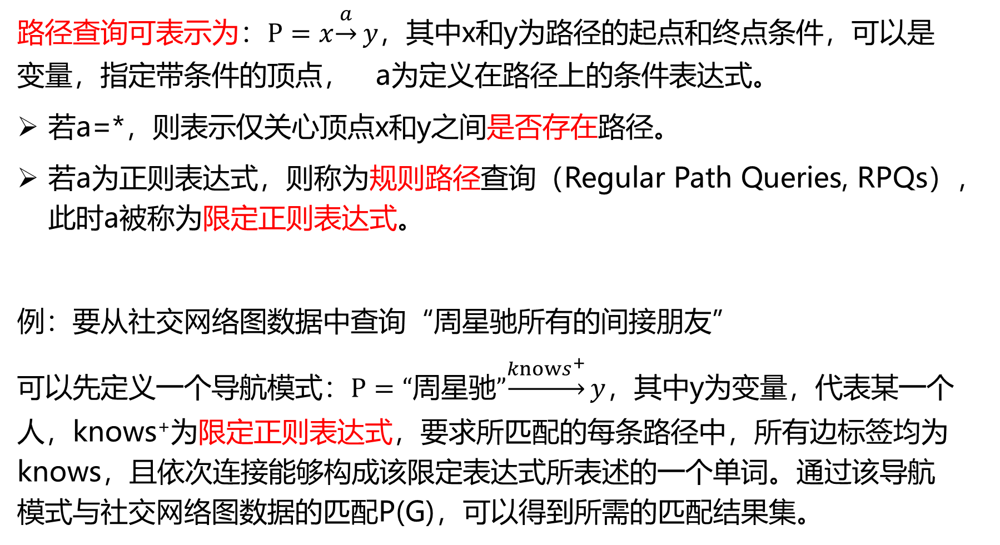 路径查询可表示为：P = x →^a y，其中x和y为路径的起点和终点条件，可以是
变量，指定带条件的顶点， a为定义在路径上的条件表达式。
➢ 若a=*，则表示仅关心顶点x和y之间是否存在路径。
➢ 若a为正则表达式，则称为规则路径查询（Regular Path Queries, RPQs），
此时a被称为限定正则表达式。
例：要从社交网络图数据中查询“周星驰所有的间接朋友”
可以先定义一个导航模式：P = “周星驰” →^knows⁺ y，其中y为变量，代表某一个
人，knows⁺为限定正则表达式，要求所匹配的每条路径中，所有边标签均为
knows，且依次连接能够构成该限定表达式所表述的一个单词。通过该导航
模式与社交网络图数据的匹配P(G)，可以得到所需的匹配结果集。